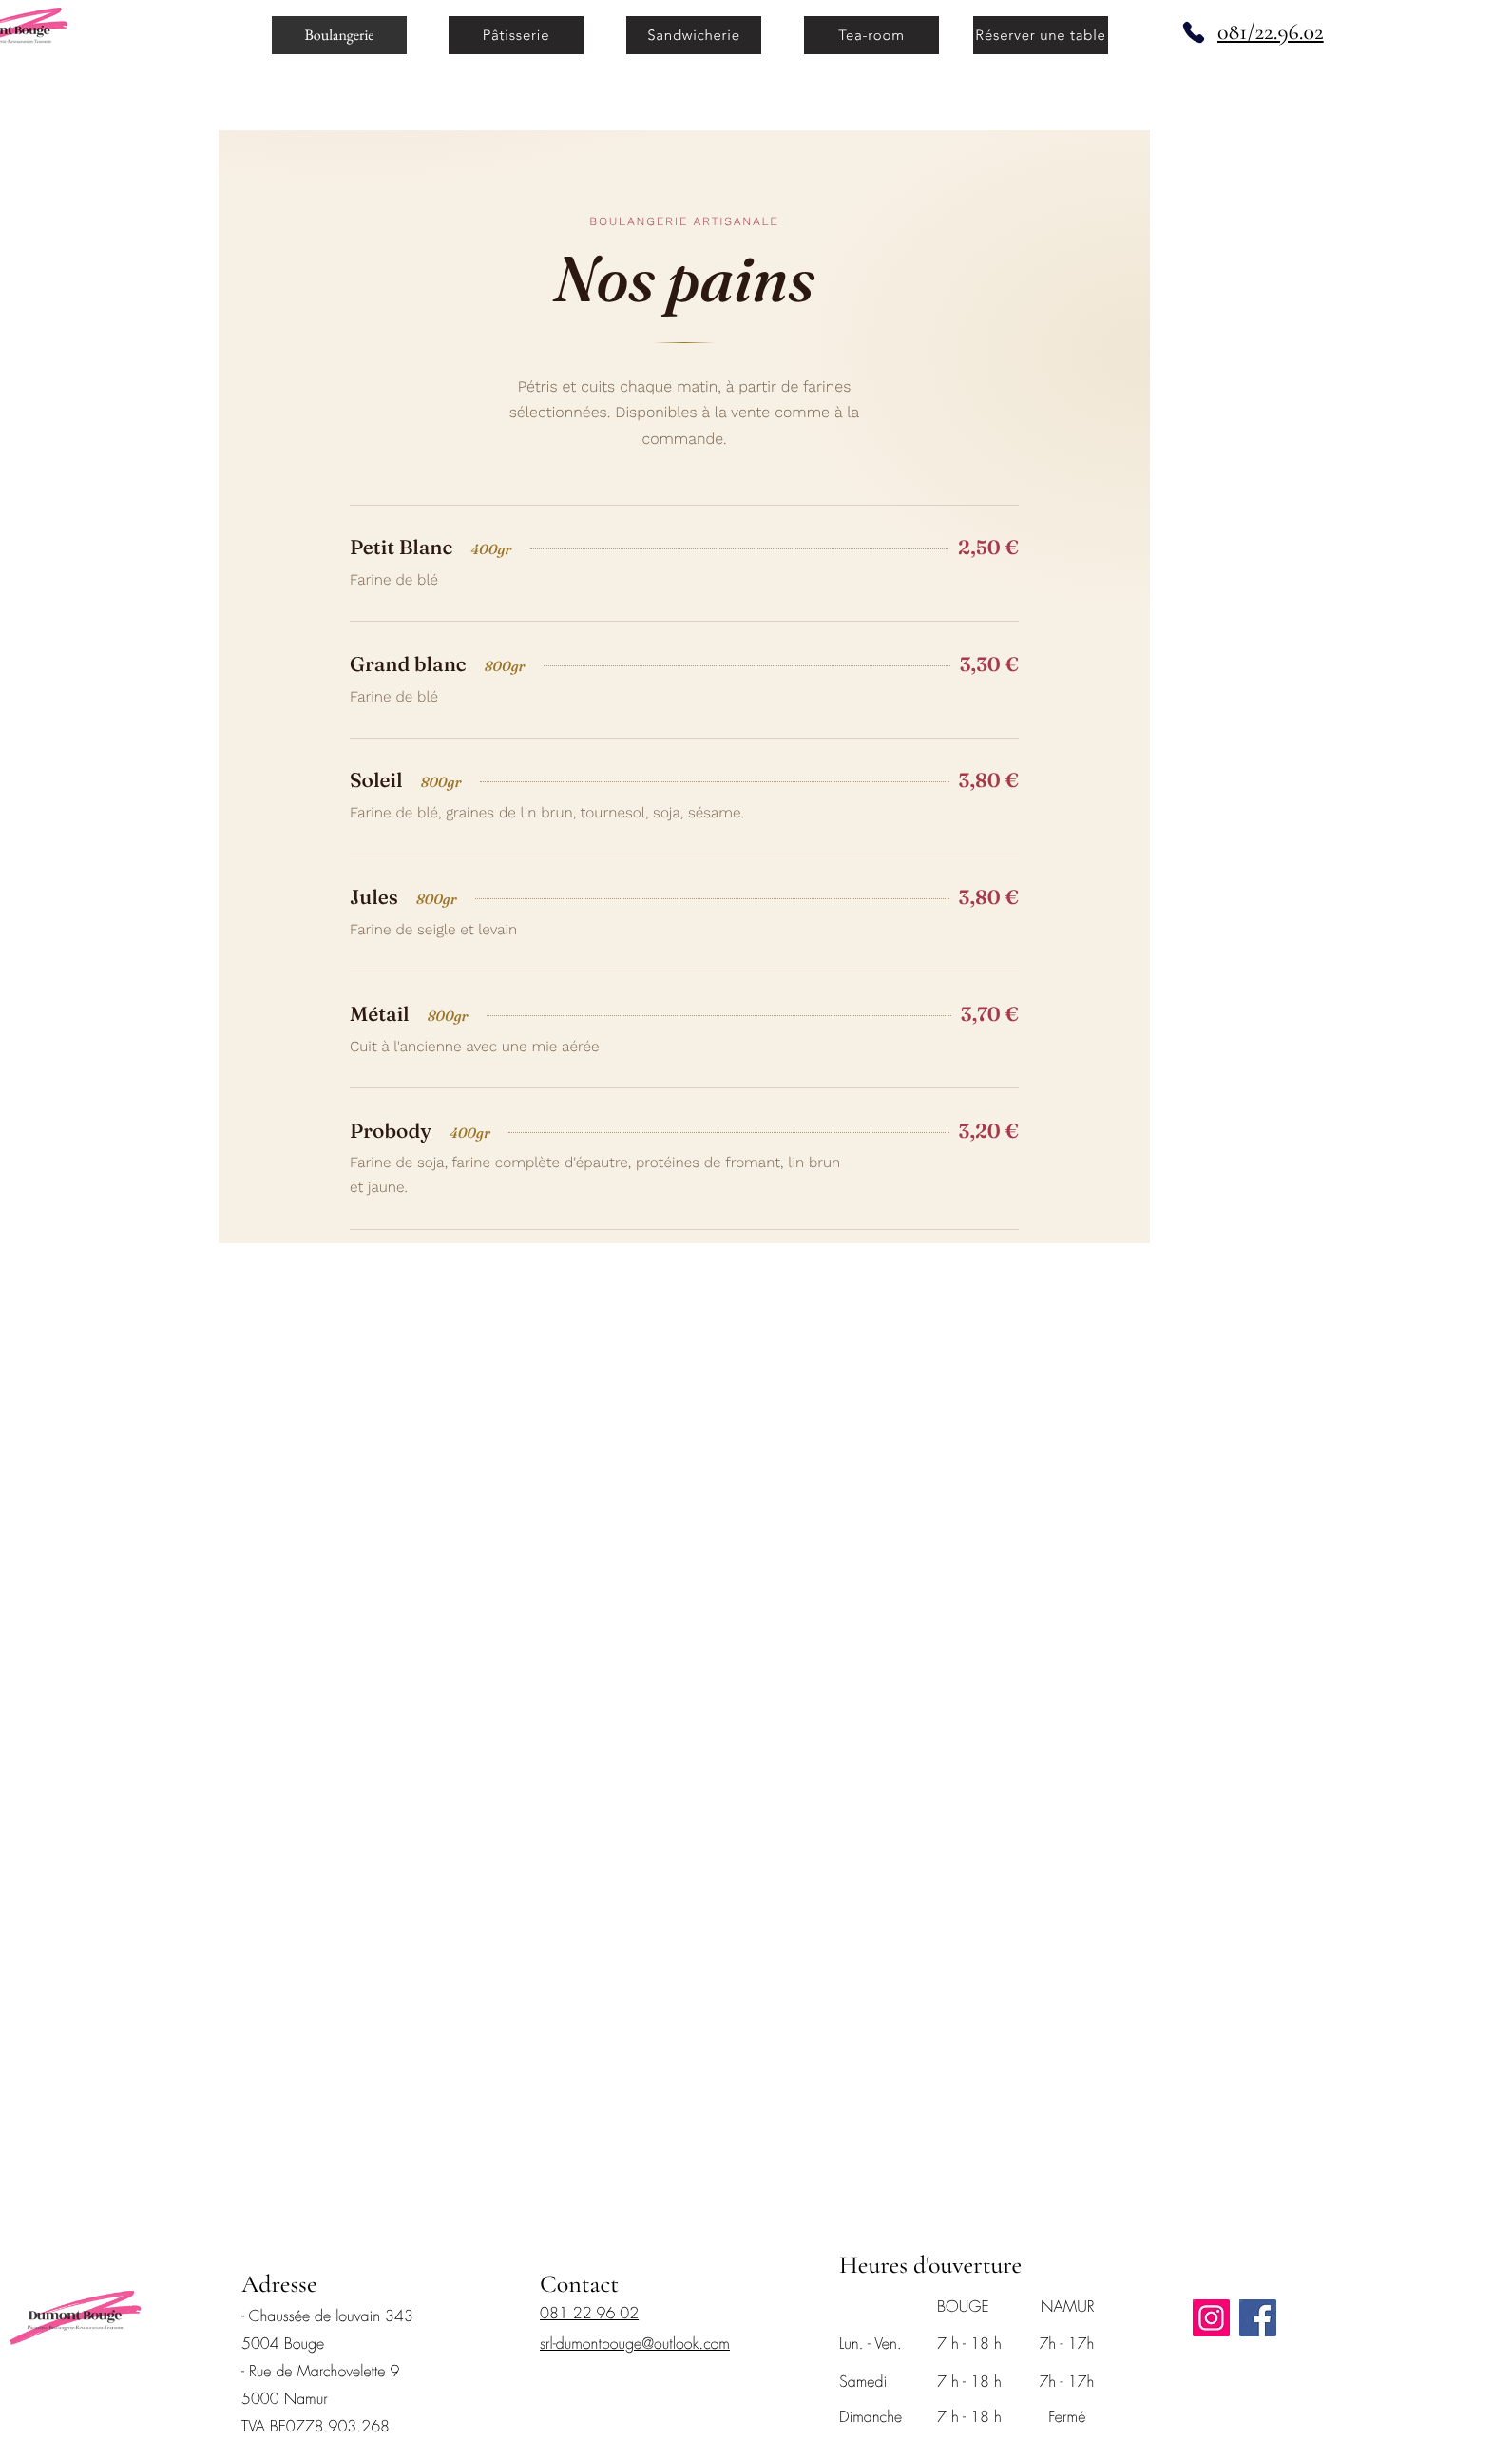 nt Bouge
Boulangerie
Pâtisserie
Sandwicherie
Tea-room
Réserver une table
081/22.96.02
BOULANGERIE ARTISANALE
Nos pains
Pétris et cuits chaque matin, à partir de farines
sélectionnées. Disponibles à la vente comme à la
commande.
Petit Blanc 400gr 2,50 €
Farine de blé
Grand blanc 800gr 3,30 €
Farine de blé
Soleil 800gr 3,80 €
Farine de blé, graines de lin brun, tournesol, soja, sésame.
Jules 800gr 3,80 €
Farine de seigle et levain
Métail 800gr 3,70 €
Cuit à l'ancienne avec une mie aérée
Probody 400gr 3,20 €
Farine de soja, farine complète d'épautre, protéines de fromant, lin brun
et jaune.
Dumont Bouge
Adresse
- Chaussée de louvain 343
5004 Bouge
- Rue de Marchovelette 9
5000 Namur
TVA BE0778.903.268
Contact
081 22 96 02
srl-dumontbouge@outlook.com
Heures d'ouverture
BOUGE NAMUR
Lun. - Ven. 7 h - 18 h 7h - 17h
Samedi 7 h - 18 h 7h - 17h
Dimanche 7 h - 18 h Fermé